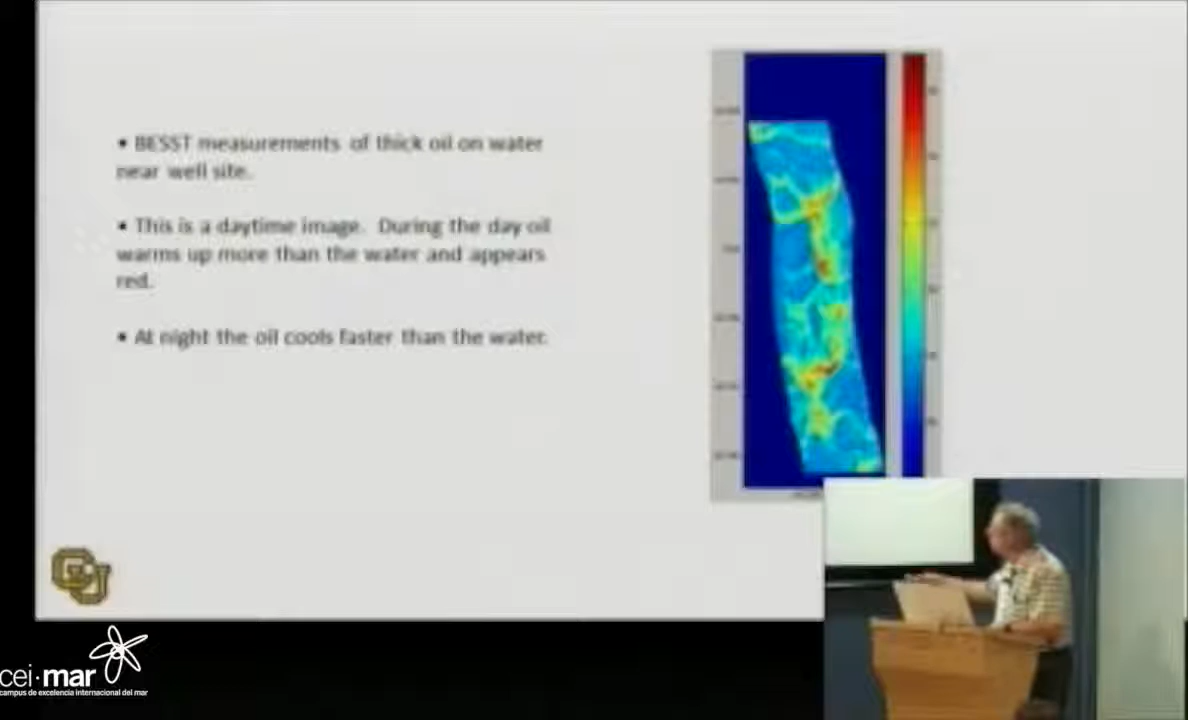 • BESST measurements of thick oil on water
near well site.
• This is a daytime image. During the day oil
warms up more than the water and appears
red.
• At night the oil cools faster than the water.
CU
cei·mar
campus de excelencia internacional del mar